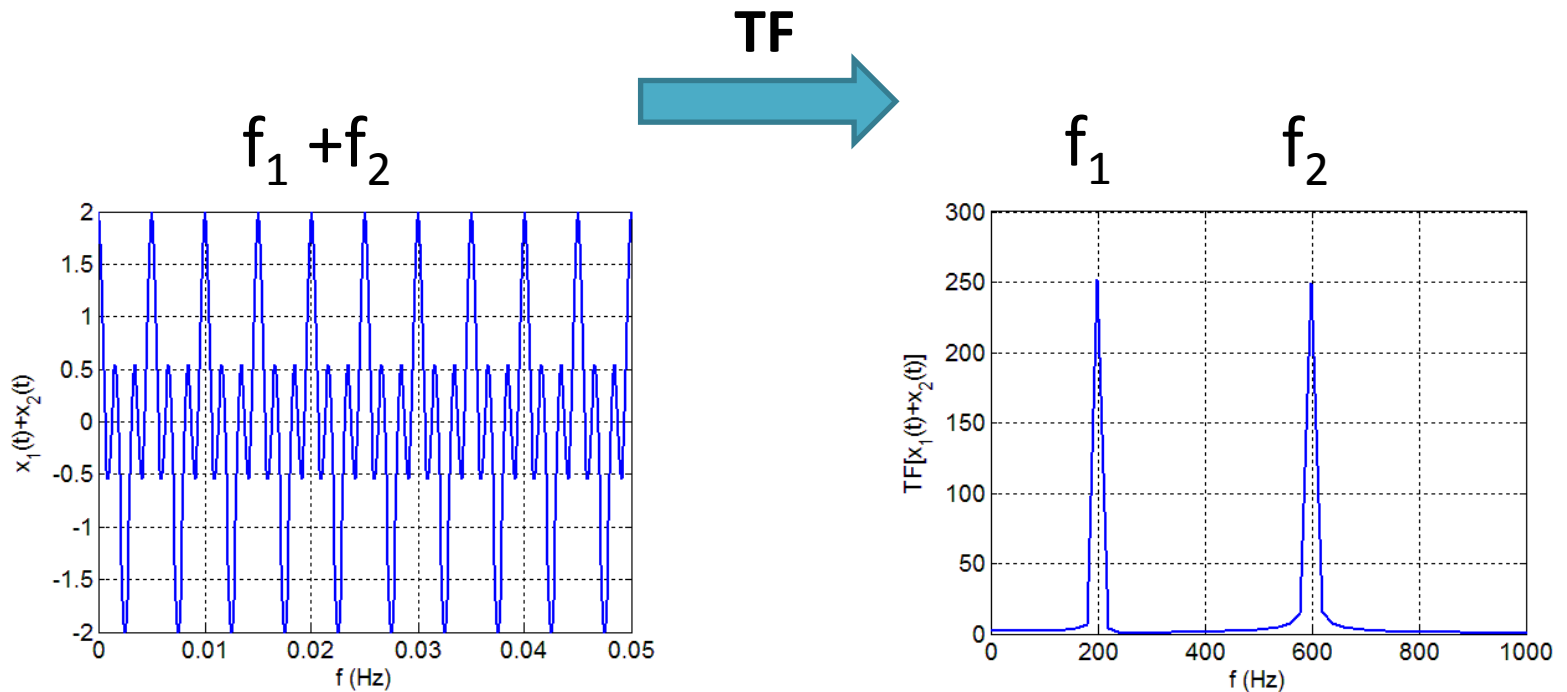 TF
f₁ +f₂
f₁
f₂
x₁(t)+x₂(t)
2
1.5
1
0.5
0
-0.5
-1
-1.5
-2
0 0.01 0.02 0.03 0.04 0.05
f (Hz)
TF[x₁(t)+x₂(t)]
300
250
200
150
100
50
0
0 200 400 600 800 1000
f (Hz)